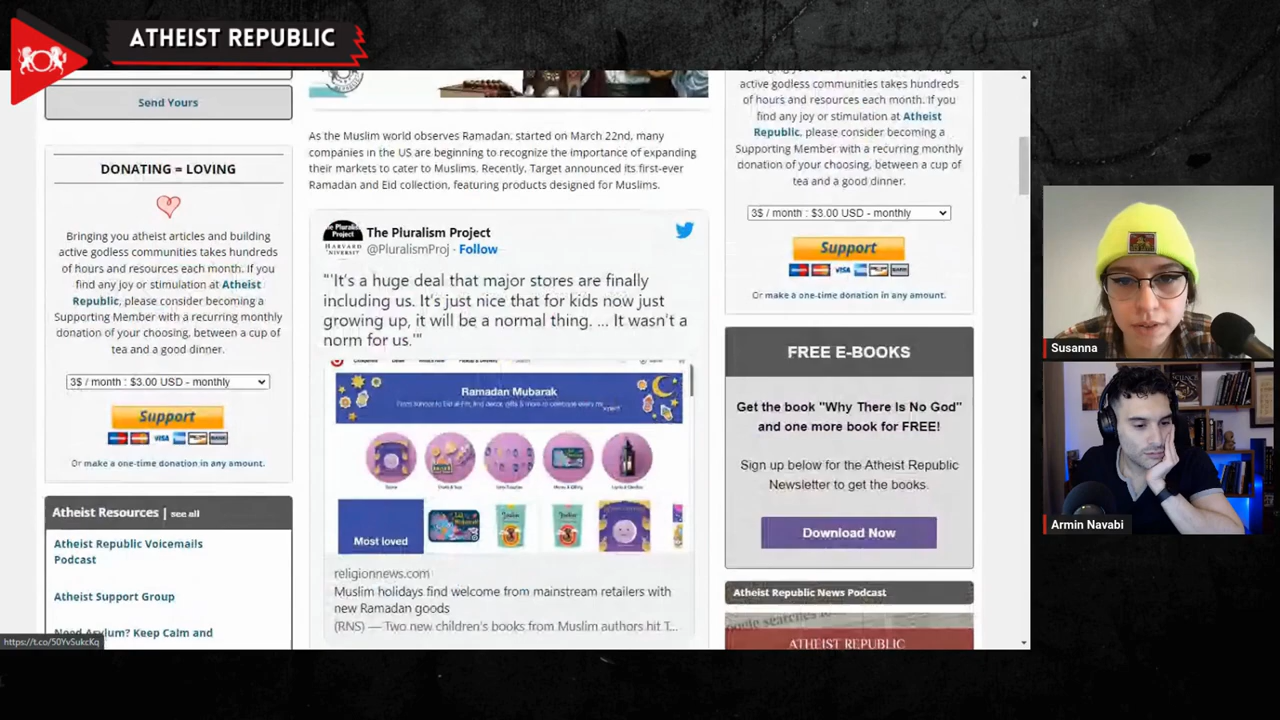 ATHEIST REPUBLIC
Send Yours
DONATING = LOVING
Bringing you atheist articles and building
active godless communities takes hundreds
of hours and resources each month. If you
find any joy or stimulation at Atheist
Republic, please consider becoming a
Supporting Member with a recurring monthly
donation of your choosing, between a cup of
tea and a good dinner.
3$ / month : $3.00 USD - monthly
Support
VISA
Or make a one-time donation in any amount.
Atheist Resources | see all
Atheist Republic Voicemails
Podcast
Atheist Support Group
Need Asylum? Keep Calm and
https://t.co/50YvSukcKq
As the Muslim world observes Ramadan, started on March 22nd, many
companies in the US are beginning to recognize the importance of expanding
their markets to cater to Muslims. Recently, Target announced its first-ever
Ramadan and Eid collection, featuring products designed for Muslims.
The Pluralism Project
@PluralismProj · Follow
"'It's a huge deal that major stores are finally
including us. It's just nice that for kids now just
growing up, it will be a normal thing. ... It wasn't a
norm for us.'"
Ramadan Mubarak
Most loved
religionnews.com
Muslim holidays find welcome from mainstream retailers with
new Ramadan goods
(RNS) — Two new children's books from Muslim authors hit T...
active godless communities takes hundreds
of hours and resources each month. If you
find any joy or stimulation at Atheist
Republic, please consider becoming a
Supporting Member with a recurring monthly
donation of your choosing, between a cup of
tea and a good dinner.
3$ / month : $3.00 USD - monthly
Support
VISA
Or make a one-time donation in any amount.
FREE E-BOOKS
Get the book "Why There Is No God"
and one more book for FREE!
Sign up below for the Atheist Republic
Newsletter to get the books.
Download Now
Atheist Republic News Podcast
ATHEIST REPUBLIC
Susanna
Armin Navabi